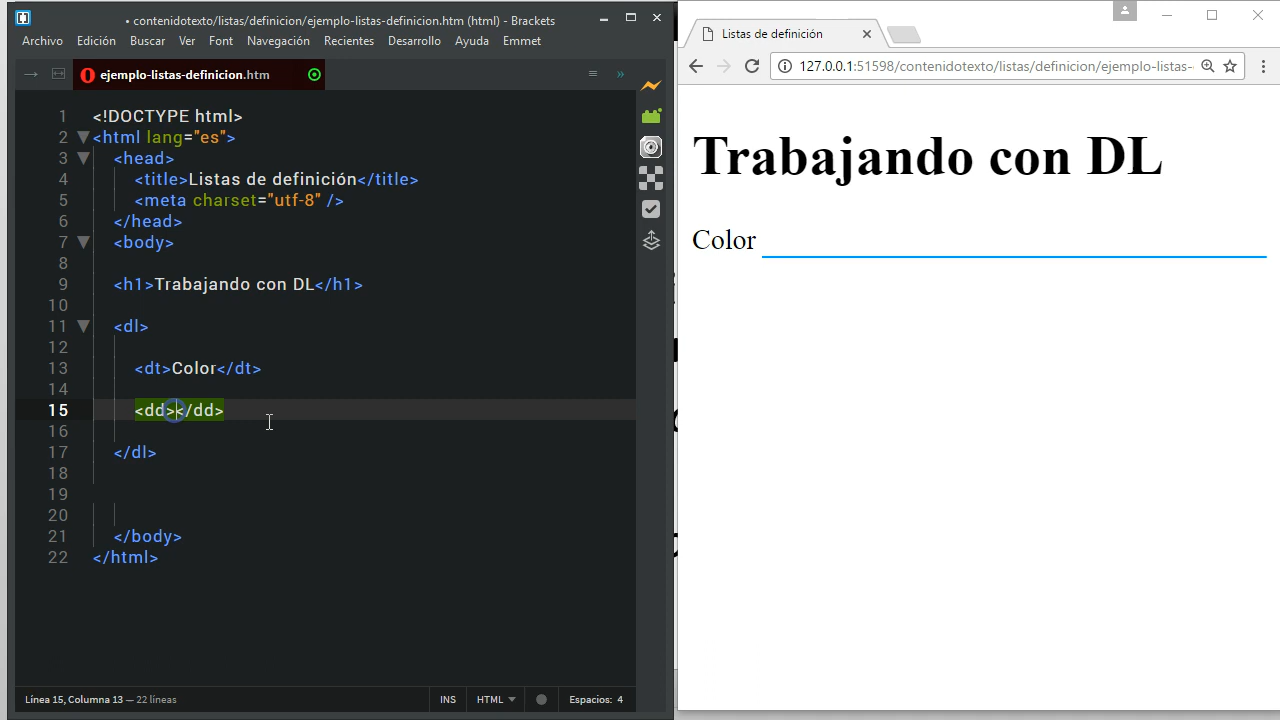 • contenidotexto/listas/definicion/ejemplo-listas-definicion.htm (html) - Brackets
Archivo Edición Buscar Ver Font Navegación Recientes Desarrollo Ayuda Emmet
ejemplo-listas-definicion.htm
1 <!DOCTYPE html>
2 <html lang="es">
3 <head>
4 <title>Listas de definición</title>
5 <meta charset="utf-8" />
6 </head>
7 <body>
8
9 <h1>Trabajando con DL</h1>
10
11 <dl>
12
13 <dt>Color</dt>
14
15 <dd></dd>
16
17 </dl>
18
19
20
21 </body>
22 </html>
Línea 15, Columna 13 — 22 líneas
INS HTML Espacios: 4
Listas de definición
127.0.0.1:51598/contenidotexto/listas/definicion/ejemplo-listas-
Trabajando con DL
Color